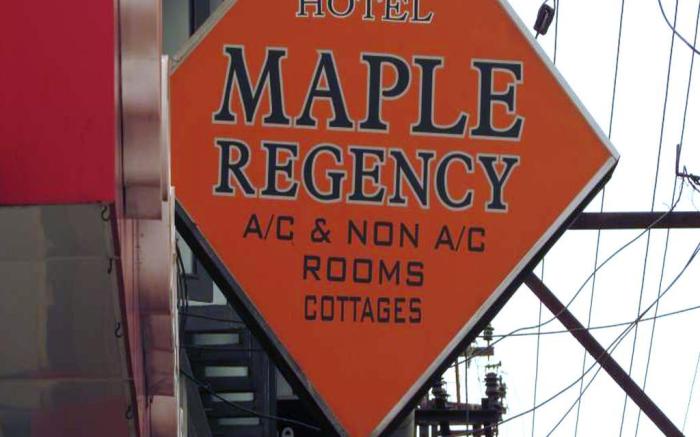 HOTEL
MAPLE
REGENCY
A/C & NON A/C
ROOMS
COTTAGES